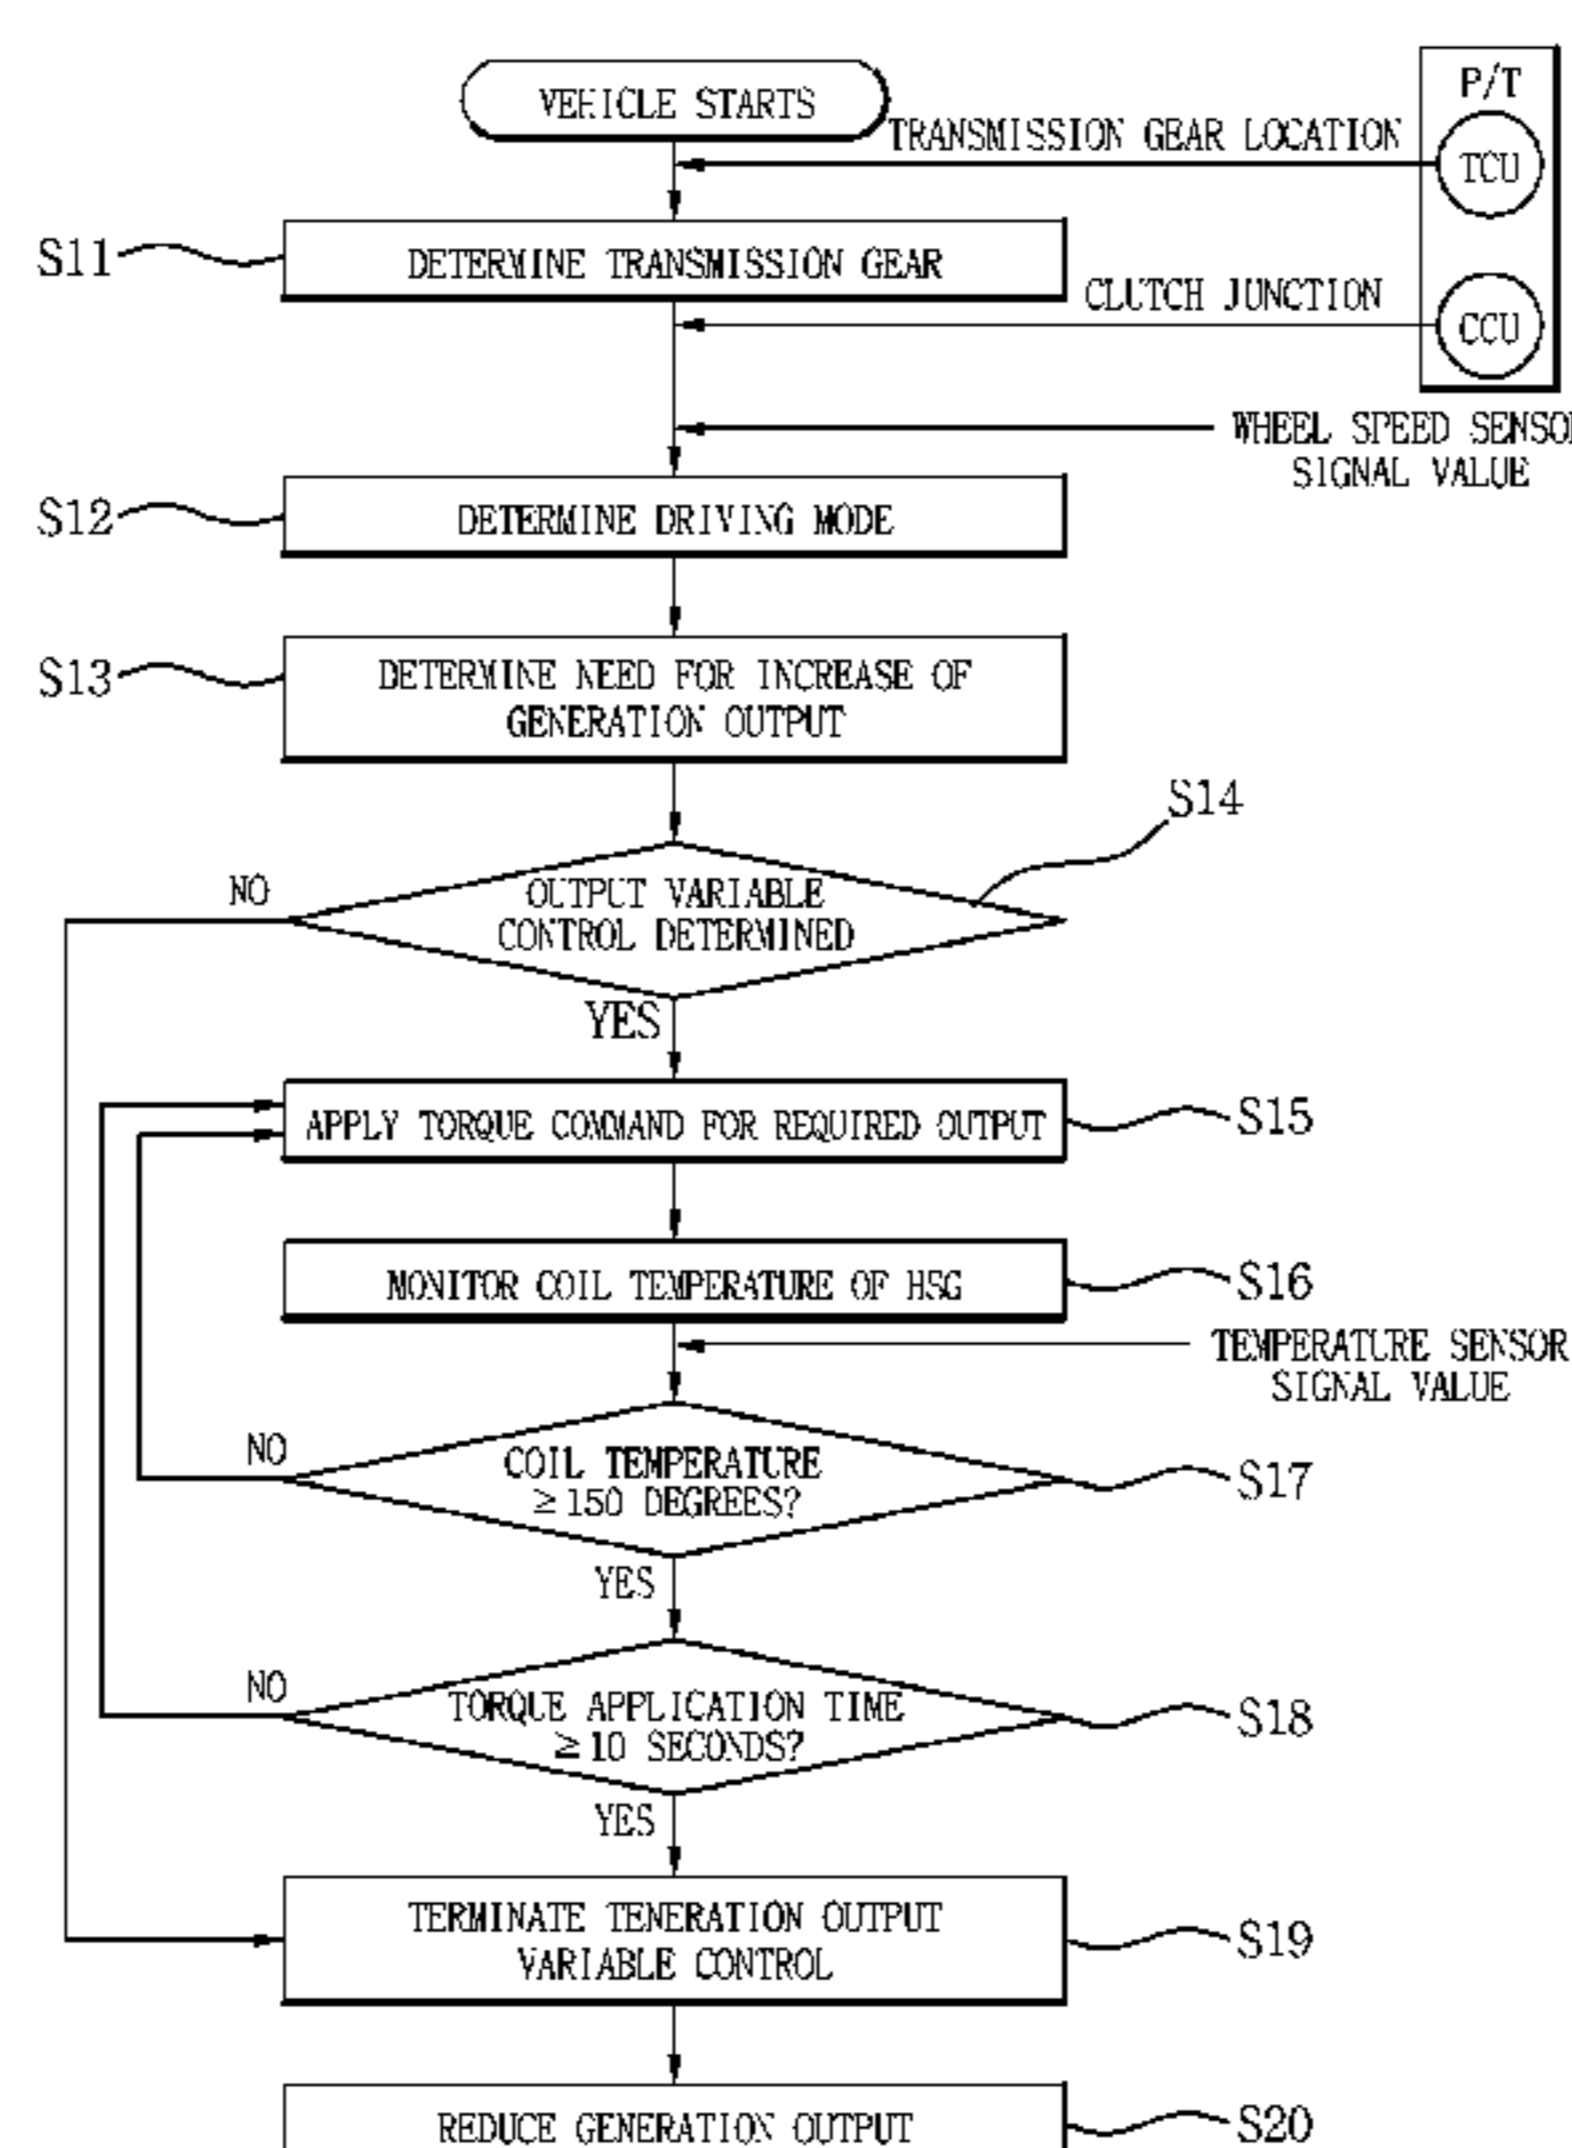 VEHICLE STARTS
P/T
TRANSMISSION GEAR LOCATION
TCU
S11
DETERMINE TRANSMISSION GEAR
CLUTCH JUNCTION
CCU
WHEEL SPEED SENSO
SIGNAL VALUE
S12
DETERMINE DRIVING MODE
S13
DETERMINE NEED FOR INCREASE OF
GENERATION OUTPUT
S14
NO
OUTPUT VARIABLE
CONTROL DETERMINED
YES
APPLY TORQUE COMMAND FOR REQUIRED OUTPUT
S15
MONITOR COIL TEMPERATURE OF HSG
S16
TEMPERATURE SENSOR
SIGNAL VALUE
NO
COIL TEMPERATURE
≥150 DEGREES?
S17
YES
NO
TORQUE APPLICATION TIME
≥10 SECONDS?
S18
YES
TERMINATE TENERATION OUTPUT
VARIABLE CONTROL
S19
REDUCE GENERATION OUTPUT
S20